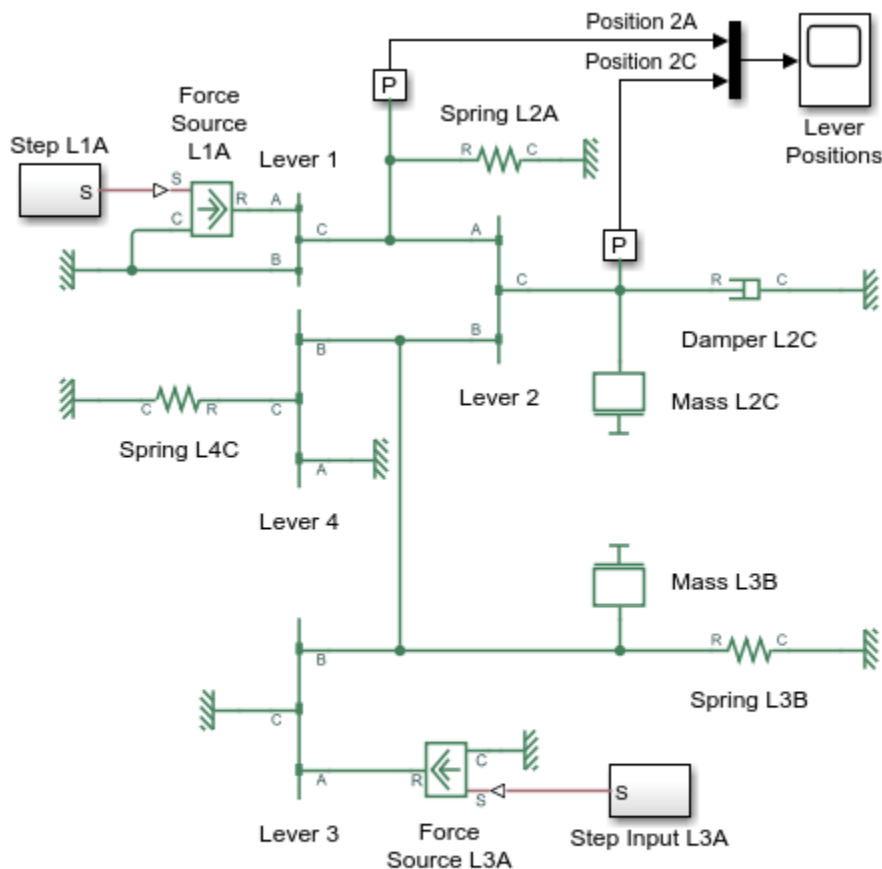 Position 2A
Position 2C
P
Lever
Positions
Force
Source
L1A
Step L1A
S
S
C
R
A
Lever 1
C
B
Spring L2A
R
C
A
C
B
Lever 2
P
R
C
Damper L2C
Mass L2C
B
C
R
C
Spring L4C
A
Lever 4
Mass L3B
B
R
C
Spring L3B
C
A
R
C
S
S
Lever 3
Force
Source L3A
Step Input L3A